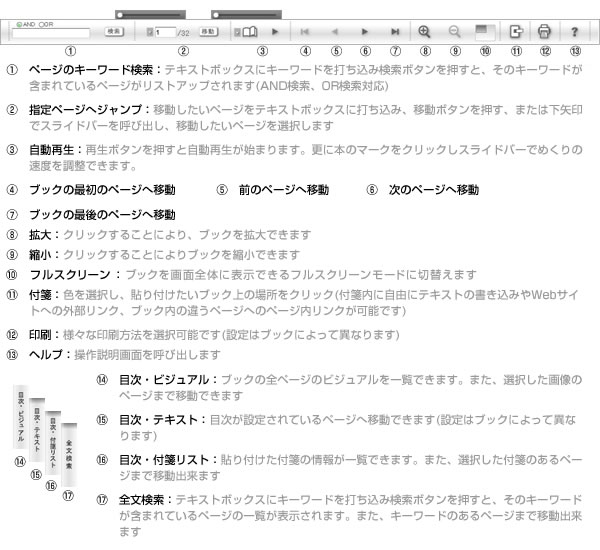 AND OR
検索
1 /32 移動
① ② ③ ④ ⑤ ⑥ ⑦ ⑧ ⑨ ⑩ ⑪ ⑫ ⑬
① ページのキーワード検索：テキストボックスにキーワードを打ち込み検索ボタンを押すと、そのキーワードが
含まれているページがリストアップされます(AND検索、OR検索対応)
② 指定ページへジャンプ：移動したいページをテキストボックスに打ち込み、移動ボタンを押す、または下矢印
でスライドバーを呼び出し、移動したいページを選択します
③ 自動再生：再生ボタンを押すと自動再生が始まります。更に本のマークをクリックしスライドバーでめくりの
速度を調整できます。
④ ブックの最初のページへ移動 ⑤ 前のページへ移動 ⑥ 次のページへ移動
⑦ ブックの最後のページへ移動
⑧ 拡大：クリックすることにより、ブックを拡大できます
⑨ 縮小：クリックすることによりブックを縮小できます
⑩ フルスクリーン：ブックを画面全体に表示できるフルスクリーンモードに切替えます
⑪ 付箋：色を選択し、貼り付けたいブック上の場所をクリック(付箋内に自由にテキストの書き込みやWebサイ
トへの外部リンク、ブック内の違うページへのページ内リンクが可能です)
⑫ 印刷：様々な印刷方法を選択可能です(設定はブックによって異なります)
⑬ ヘルプ：操作説明画面を呼び出します
目次・ビジュアル
⑭
目次・テキスト
⑮
目次・付箋リスト
⑯
全文検索
⑰
⑭ 目次・ビジュアル：ブックの全ページのビジュアルを一覧できます。また、選択した画像の
ページまで移動できます
⑮ 目次・テキスト：目次が設定されているページへ移動できます(設定はブックによって異な
ります)
⑯ 目次・付箋リスト：貼り付けた付箋の情報が一覧できます。また、選択した付箋のあるペー
ジまで移動出来ます
⑰ 全文検索：テキストボックスにキーワードを打ち込み検索ボタンを押すと、そのキーワード
が含まれているページの一覧が表示されます。また、キーワードのあるページまで移動出来
ます